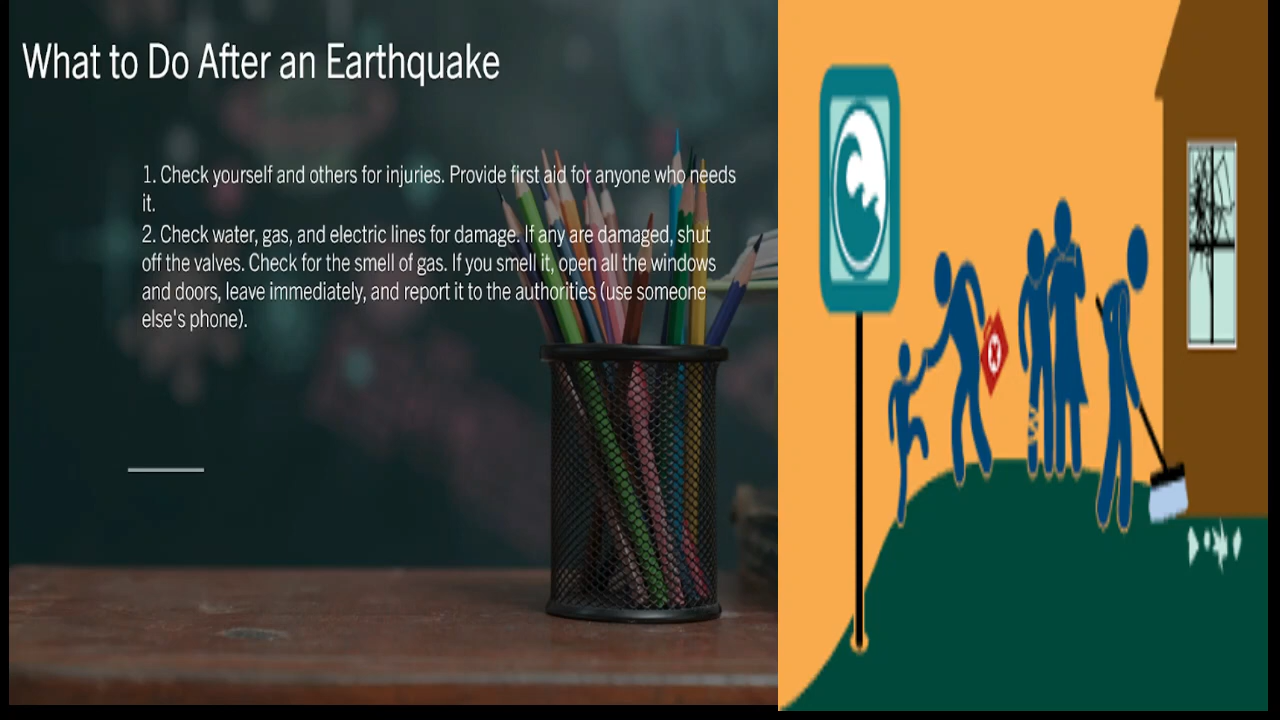 What to Do After an Earthquake
1. Check yourself and others for injuries. Provide first aid for anyone who needs
it.
2. Check water, gas, and electric lines for damage. If any are damaged, shut
off the valves. Check for the smell of gas. If you smell it, open all the windows
and doors, leave immediately, and report it to the authorities (use someone
else's phone).